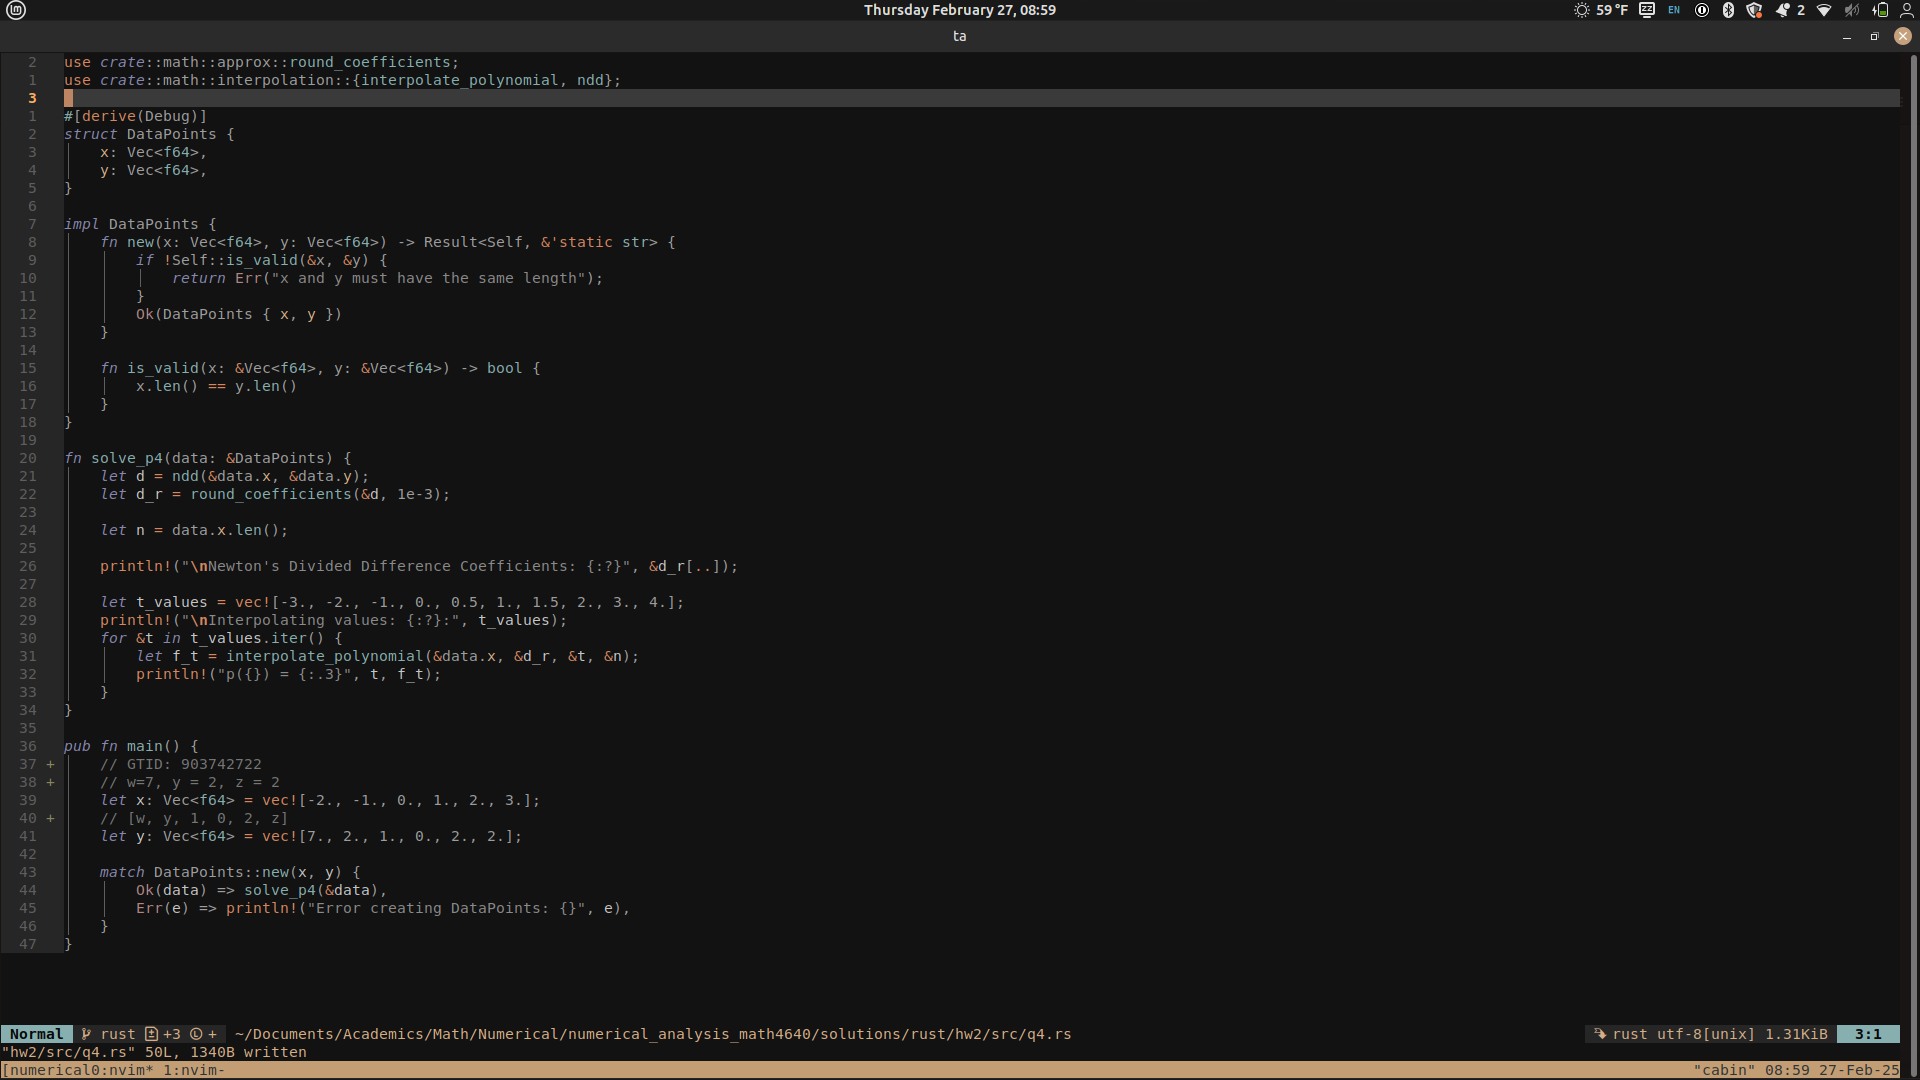 Thursday February 27, 08:59
59 °F
EN
2
ta
2 use crate::math::approx::round_coefficients;
1 use crate::math::interpolation::{interpolate_polynomial, ndd};
3
1 #[derive(Debug)]
2 struct DataPoints {
3     x: Vec<f64>,
4     y: Vec<f64>,
5 }
6
7 impl DataPoints {
8     fn new(x: Vec<f64>, y: Vec<f64>) -> Result<Self, &'static str> {
9         if !Self::is_valid(&x, &y) {
10             return Err("x and y must have the same length");
11         }
12         Ok(DataPoints { x, y })
13     }
14
15     fn is_valid(x: &Vec<f64>, y: &Vec<f64>) -> bool {
16         x.len() == y.len()
17     }
18 }
19
20 fn solve_p4(data: &DataPoints) {
21     let d = ndd(&data.x, &data.y);
22     let d_r = round_coefficients(&d, 1e-3);
23
24     let n = data.x.len();
25
26     println!("\nNewton's Divided Difference Coefficients: {:?}", &d_r[..]);
27
28     let t_values = vec![-3., -2., -1., 0., 0.5, 1., 1.5, 2., 3., 4.];
29     println!("\nInterpolating values: {:?}:", t_values);
30     for &t in t_values.iter() {
31         let f_t = interpolate_polynomial(&data.x, &d_r, &t, &n);
32         println!("p({}) = {:.3}", t, f_t);
33     }
34 }
35
36 pub fn main() {
37 +     // GTID: 903742722
38 +     // w=7, y = 2, z = 2
39     let x: Vec<f64> = vec![-2., -1., 0., 1., 2., 3.];
40 +     // [w, y, 1, 0, 2, z]
41     let y: Vec<f64> = vec![7., 2., 1., 0., 2., 2.];
42
43     match DataPoints::new(x, y) {
44         Ok(data) => solve_p4(&data),
45         Err(e) => println!("Error creating DataPoints: {}", e),
46     }
47 }
Normal rust +3 + ~/Documents/Academics/Math/Numerical/numerical_analysis_math4640/solutions/rust/hw2/src/q4.rs rust utf-8[unix] 1.31KiB 3:1
"hw2/src/q4.rs" 50L, 1340B written
[numerical0:nvim* 1:nvim- "cabin" 08:59 27-Feb-25